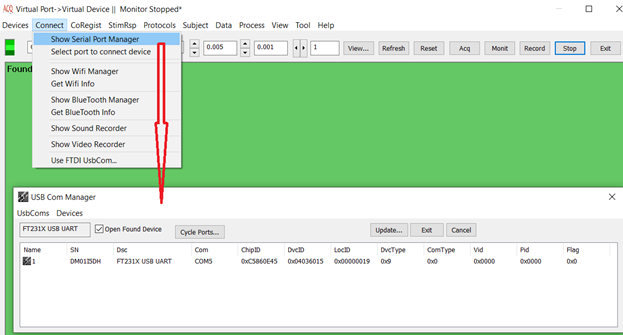 ACQ Virtual Port->Virtual Device || Monitor Stopped*
Devices Connect CoRegist StimRsp Protocols Subject Data Process View Tool Help
0.005 0.001 1 View... Refresh Reset Acq Monit Record Stop Exit
Found
Show Serial Port Manager
Select port to connect device
Show Wifi Manager
Get Wifi Info
Show BlueTooth Manager
Get BlueTooth Info
Show Sound Recorder
Show Video Recorder
Use FTDI UsbCom...
USB Com Manager
UsbComs Devices
FT231X USB UART Open Found Device Cycle Ports... Update... Exit Cancel
Name SN Dsc Com ChipID DvcID LocID DvcType ComType Vid Pid Flag
1 DM01ISDH FT231X USB UART COM5 0xC5860E45 0x04036015 0x00000019 0x9 0x0 0x0000 0x0000 0x0